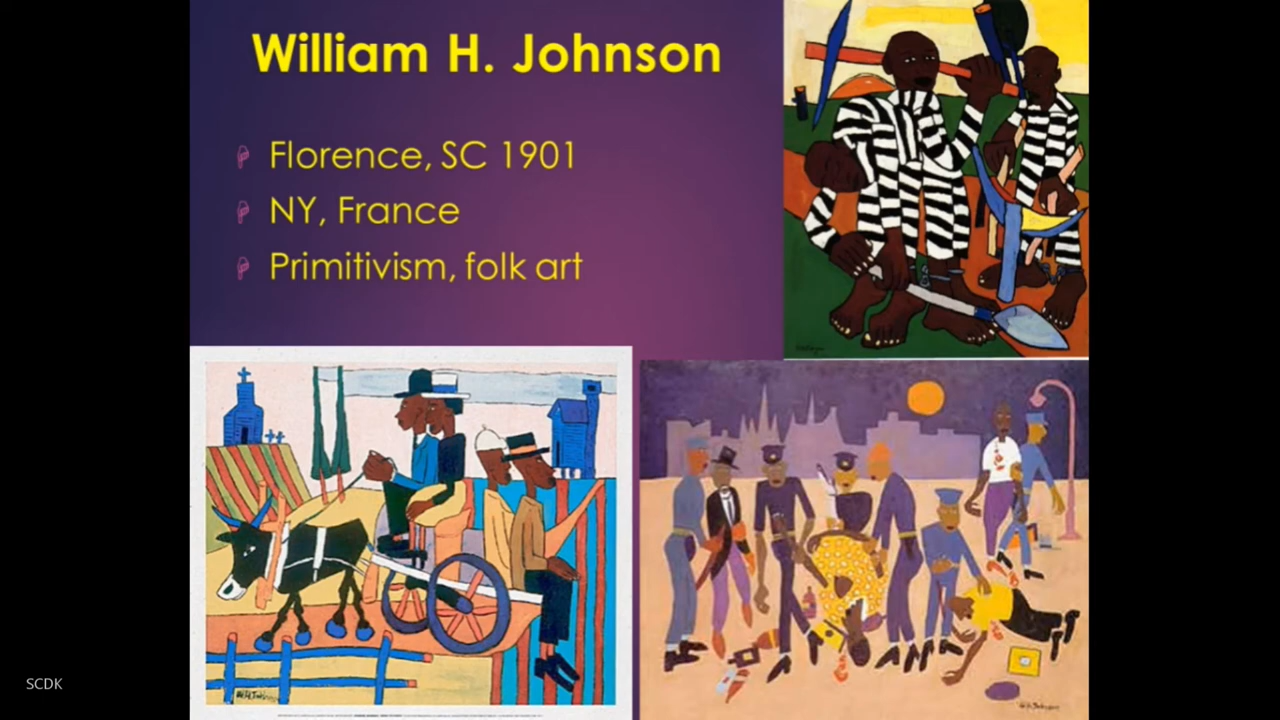 William H. Johnson
Florence, SC 1901
NY, France
Primitivism, folk art
SCDK